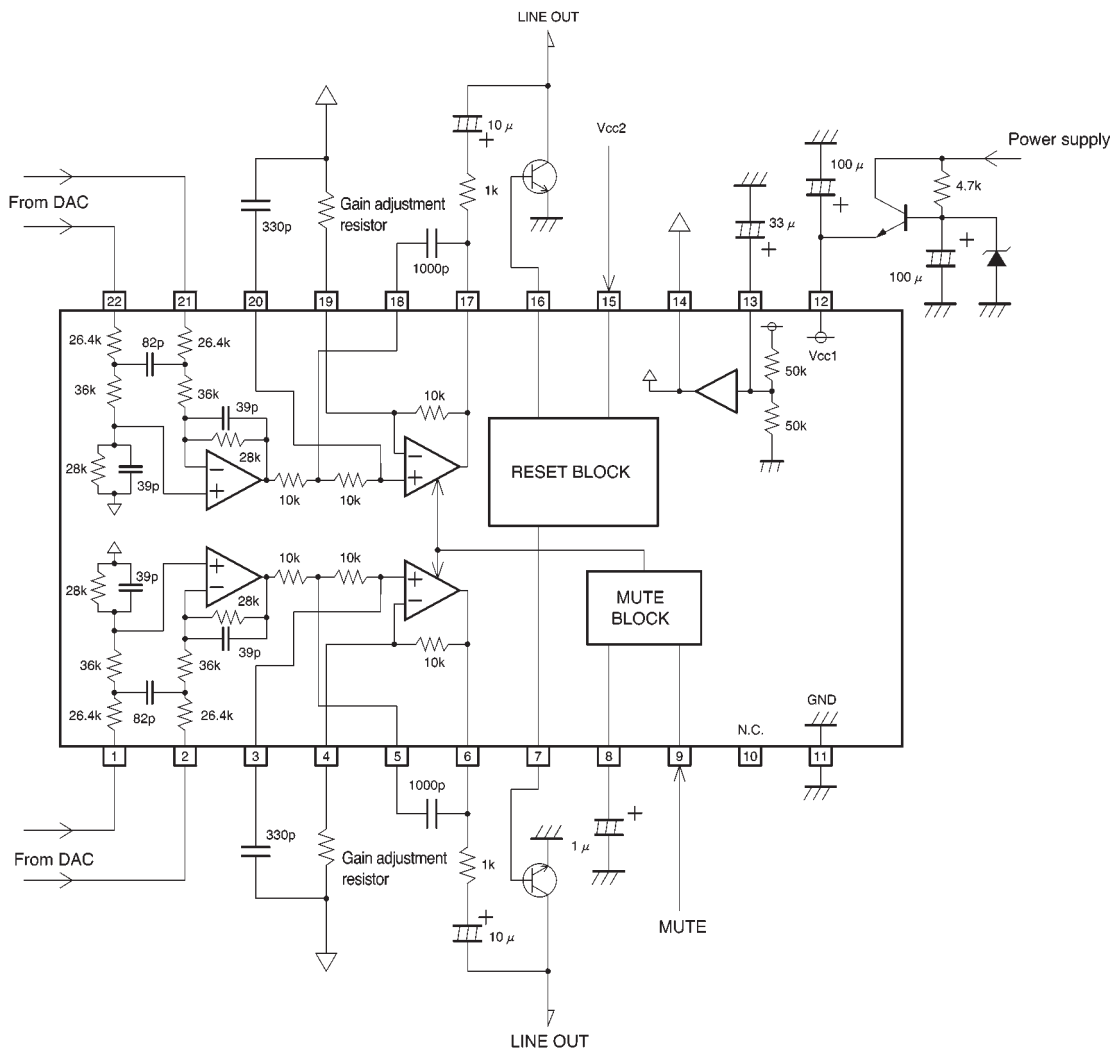 LINE OUT
10 μ
+
Vcc2
Power supply
100 μ
+
4.7k
From DAC
330p
Gain adjustment
resistor
1k
1000p
33 μ
+
100 μ
+
22
21
20
19
18
17
16
15
14
13
12
26.4k
82p
26.4k
Vcc1
50k
36k
36k
39p
10k
50k
28k
39p
28k
−
+
10k
10k
−
+
RESET BLOCK
28k
39p
+
−
10k
10k
+
−
28k
39p
MUTE
BLOCK
10k
36k
36k
26.4k
82p
26.4k
GND
N.C.
1
2
3
4
5
6
7
8
9
10
11
1000p
330p
Gain adjustment
resistor
1k
1 μ
+
From DAC
+
10 μ
MUTE
LINE OUT